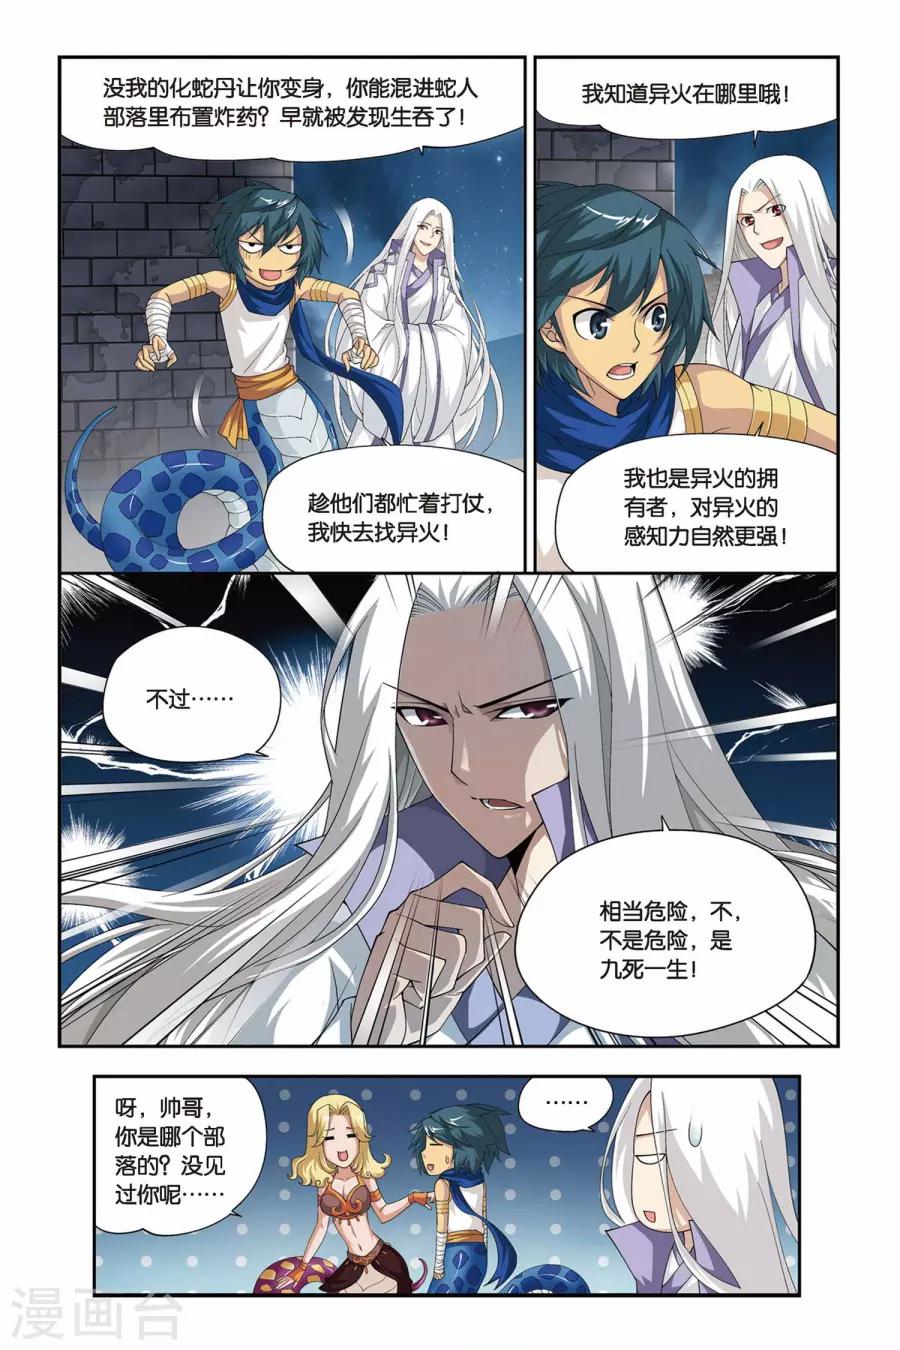 没我的化蛇丹让你变身，你能混进蛇人
部落里布置炸药？早就被发现生吞了！
趁他们都忙着打仗，
我快去找异火！
我知道异火在哪里哦！
我也是异火的拥
有者，对异火的
感知力自然更强！
不过……
相当危险，不，
不是危险，是
九死一生！
呀，帅哥，
你是哪个部
落的？没见
过你呢……
……
漫画台